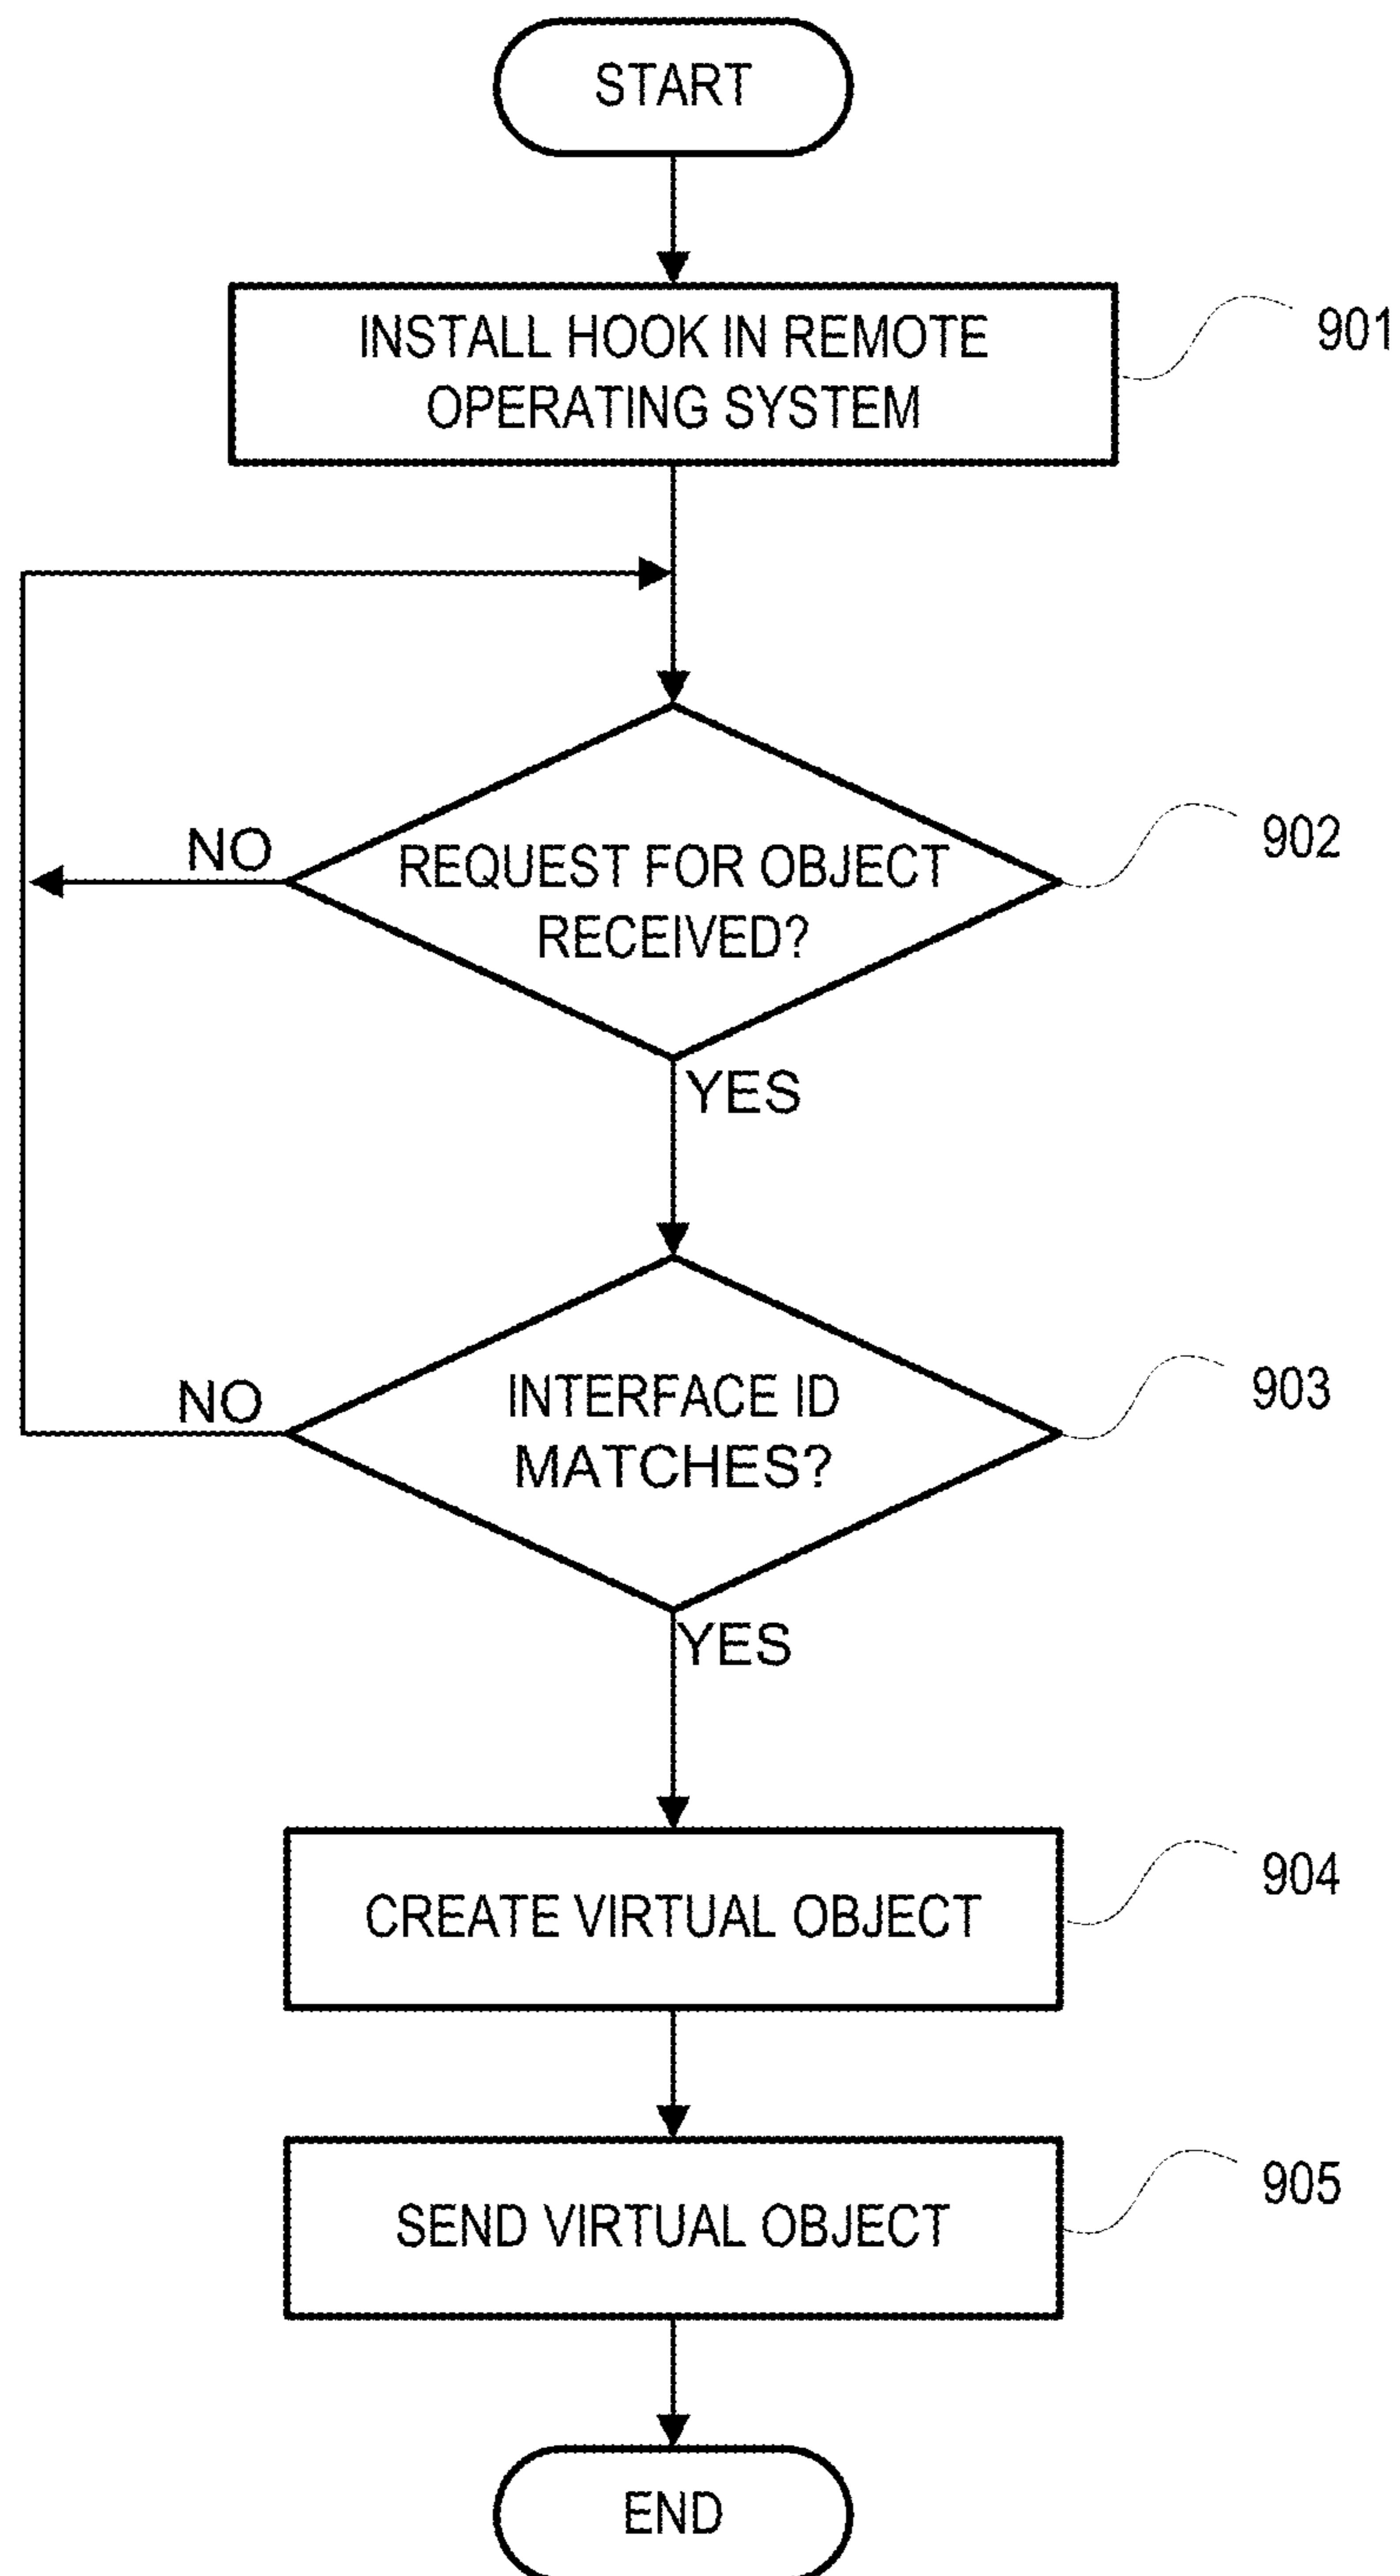 START
INSTALL HOOK IN REMOTE
OPERATING SYSTEM
901
REQUEST FOR OBJECT
RECEIVED?
902
NO
YES
INTERFACE ID
MATCHES?
903
NO
YES
CREATE VIRTUAL OBJECT
904
SEND VIRTUAL OBJECT
905
END